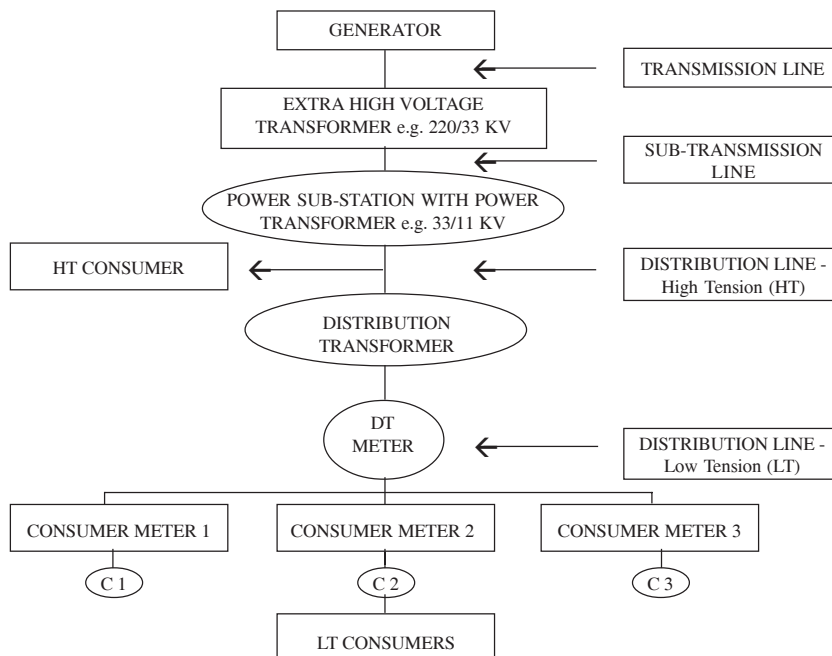 GENERATOR
TRANSMISSION LINE
EXTRA HIGH VOLTAGE
TRANSFORMER e.g. 220/33 KV
SUB-TRANSMISSION
LINE
POWER SUB-STATION WITH POWER
TRANSFORMER e.g. 33/11 KV
HT CONSUMER
DISTRIBUTION LINE -
High Tension (HT)
DISTRIBUTION
TRANSFORMER
DT
METER
DISTRIBUTION LINE -
Low Tension (LT)
CONSUMER METER 1
CONSUMER METER 2
CONSUMER METER 3
C 1
C 2
C 3
LT CONSUMERS